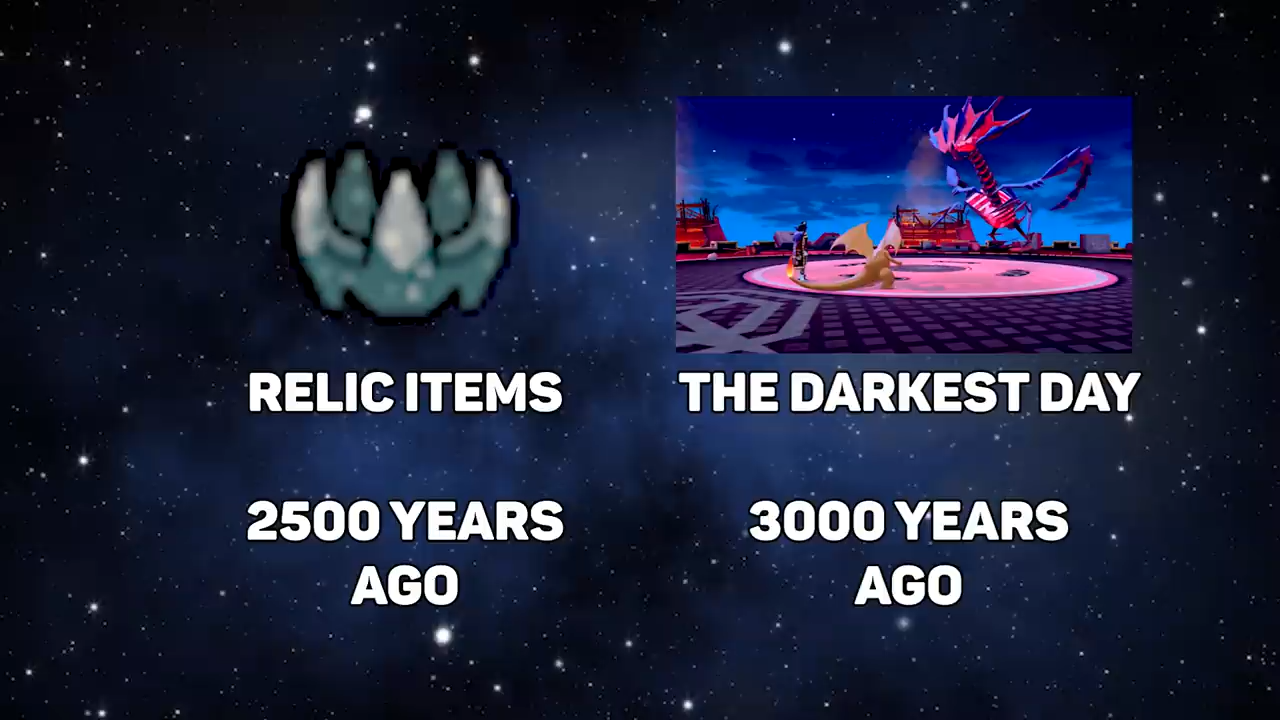 RELIC ITEMS
THE DARKEST DAY
2500 YEARS
AGO
3000 YEARS
AGO